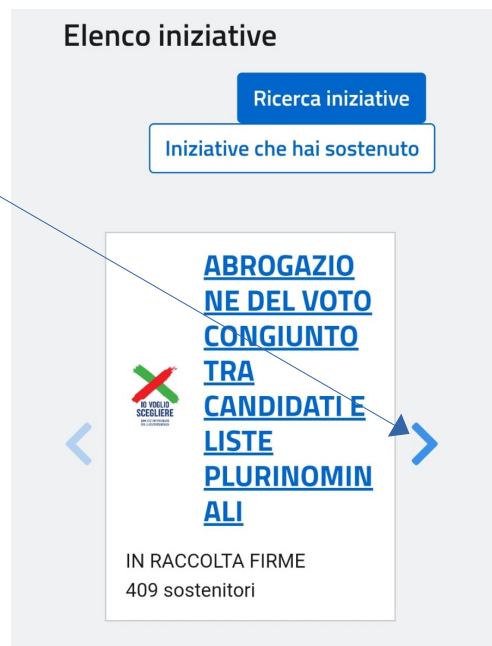 Elenco iniziative
Ricerca iniziative
Iniziative che hai sostenuto
ABROGAZIO
NE DEL VOTO
CONGIUNTO
TRA
CANDIDATI E
LISTE
PLURINOMIN
ALI
IO VOGLIO
SCEGLIERE
IN RACCOLTA FIRME
409 sostenitori